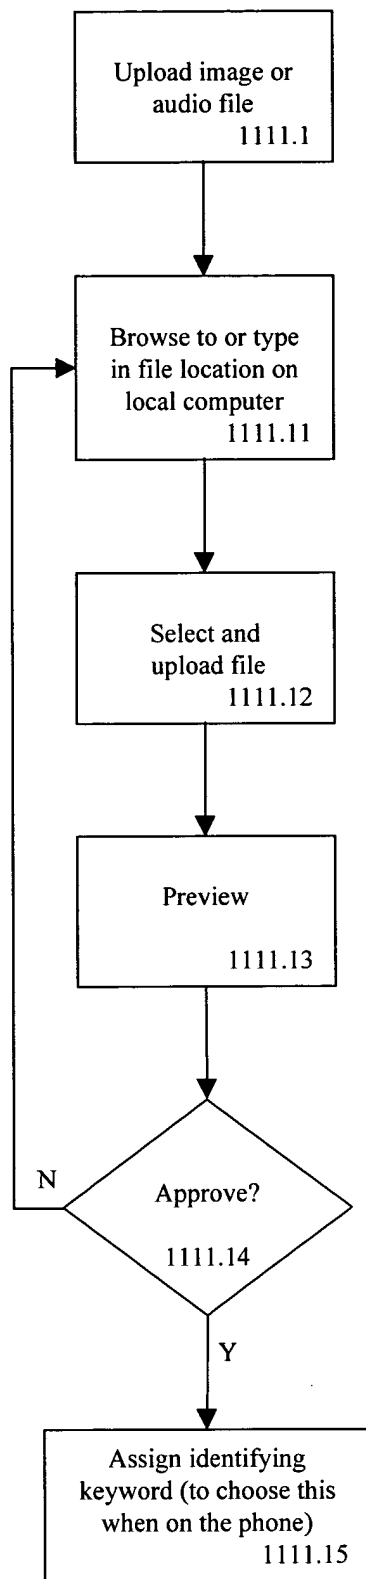 Upload image or
audio file
1111.1
Browse to or type
in file location on
local computer
1111.11
Select and
upload file
1111.12
Preview
1111.13
N
Approve?
1111.14
Y
Assign identifying
keyword (to choose this
when on the phone)
1111.15